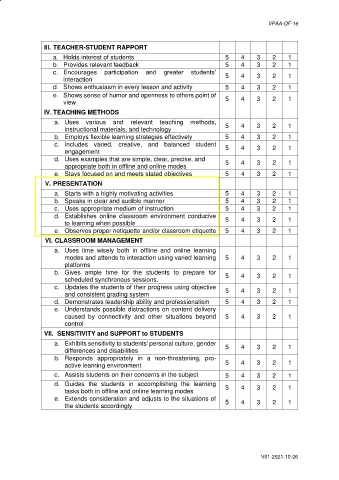 VPAA-QF-16
III. TEACHER-STUDENT RAPPORT
a. Holds interest of students 5 4 3 2 1
b. Provides relevant feedback 5 4 3 2 1
c. Encourages participation and greater students'
interaction 5 4 3 2 1
d. Shows enthusiasm in every lesson and activity 5 4 3 2 1
e. Shows sense of humor and openness to others point of
view 5 4 3 2 1
IV. TEACHING METHODS
a. Uses various and relevant teaching methods,
instructional materials, and technology 5 4 3 2 1
b. Employs flexible learning strategies effectively 5 4 3 2 1
c. Includes varied, creative, and balanced student
engagement 5 4 3 2 1
d. Uses examples that are simple, clear, precise, and
appropriate both in offline and online modes 5 4 3 2 1
e. Stays focused on and meets stated objectives 5 4 3 2 1
V. PRESENTATION
a. Starts with a highly motivating activities 5 4 3 2 1
b. Speaks in clear and audible manner 5 4 3 2 1
c. Uses appropriate medium of instruction 5 4 3 2 1
d. Establishes online classroom environment conducive
to learning when possible 5 4 3 2 1
e. Observes proper netiquette and/or classroom etiquette 5 4 3 2 1
VI. CLASSROOM MANAGEMENT
a. Uses time wisely both in offline and online learning
modes and attends to interaction using varied learning
platforms 5 4 3 2 1
b. Gives ample time for the students to prepare for
scheduled synchronous sessions. 5 4 3 2 1
c. Updates the students of their progress using objective
and consistent grading system 5 4 3 2 1
d. Demonstrates leadership ability and professionalism 5 4 3 2 1
e. Understands possible distractions on content delivery
caused by connectivity and other situations beyond
control 5 4 3 2 1
VII. SENSITIVITY and SUPPORT to STUDENTS
a. Exhibits sensitivity to students' personal culture, gender
differences and disabilities 5 4 3 2 1
b. Responds appropriately in a non-threatening, pro-
active learning environment 5 4 3 2 1
c. Assists students on their concerns in the subject 5 4 3 2 1
d. Guides the students in accomplishing the learning
tasks both in offline and online modes 5 4 3 2 1
e. Extends consideration and adjusts to the situations of
the students accordingly 5 4 3 2 1
V01-2021-10-26